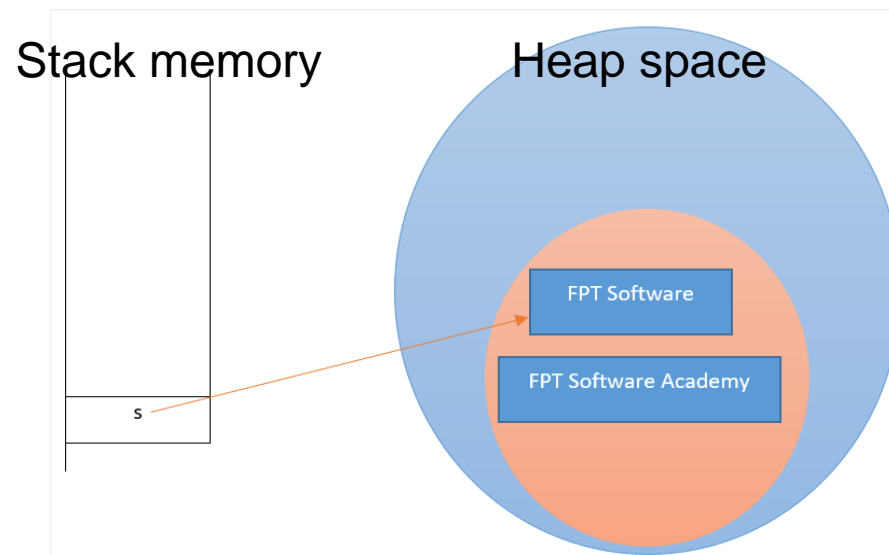 Stack memory
Heap space
FPT Software
FPT Software Academy
s